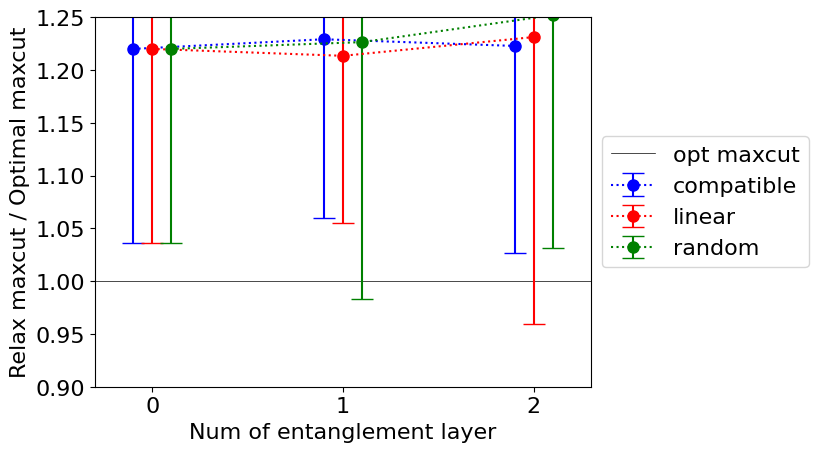 Relax maxcut / Optimal maxcut
1.25
1.20
1.15
1.10
1.05
1.00
0.95
0.90
0
1
2
Num of entanglement layer
opt maxcut
compatible
linear
random